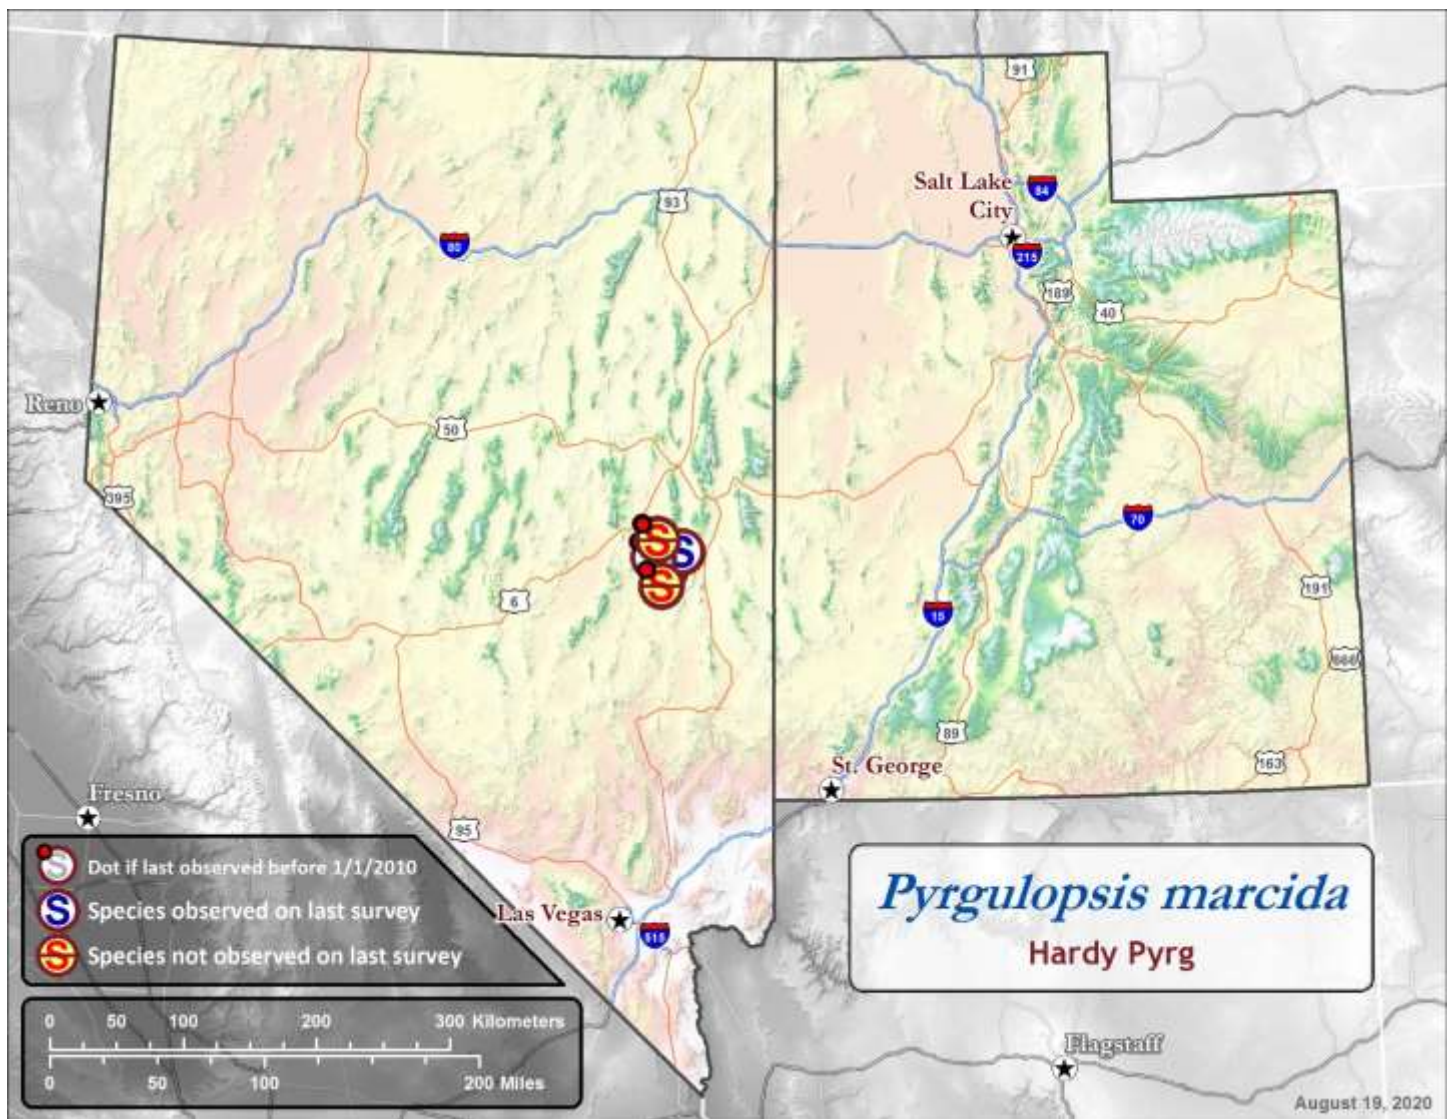 91
Salt Lake
City
84
93
80
215
189
40
Reno
50
395
70
6
191
15
666
89
163
St. George
Fresno
95
Dot if last observed before 1/1/2010
S Species observed on last survey
S Species not observed on last survey
Las Vegas
515
Pyrgulopsis marcida
Hardy Pyrg
0 50 100 200 300 Kilometers
0 50 100 200 Miles
Flagstaff
August 19, 2020
S
S
S